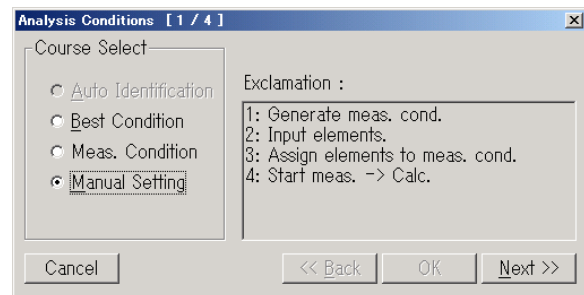 Analysis Conditions [1/4]
Course Select
Auto Identification
Best Condition
Meas. Condition
Manual Setting
Exclamation :
1: Generate meas. cond.
2: Input elements.
3: Assign elements to meas. cond.
4: Start meas. -> Calc.
Cancel
<< Back
OK
Next >>